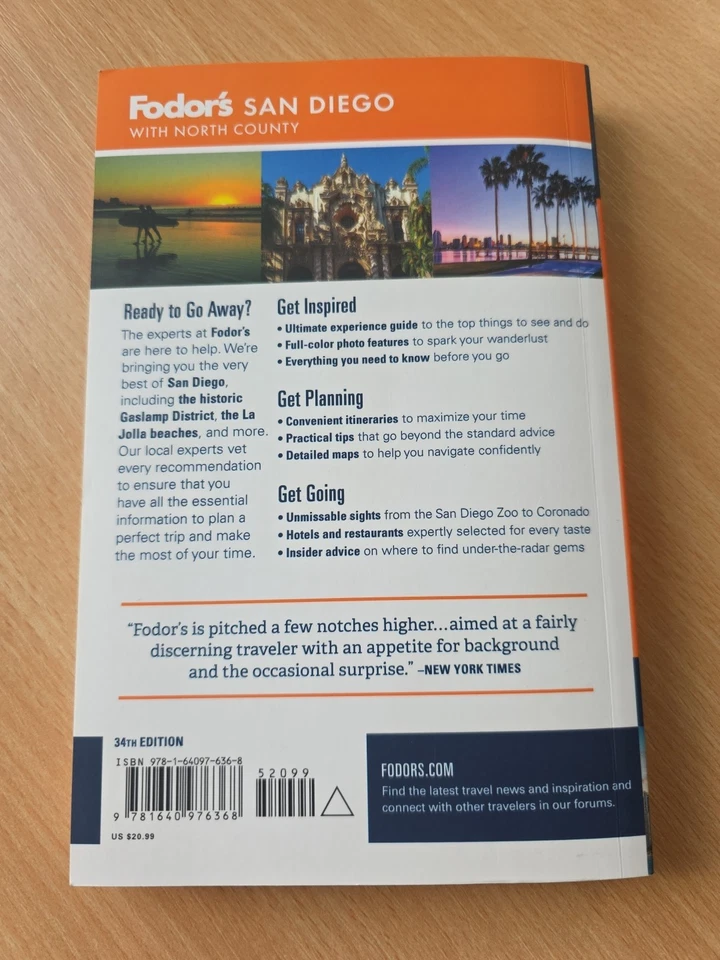 Fodor's SAN DIEGO
WITH NORTH COUNTY
Ready to Go Away?
The experts at Fodor's
are here to help. We're
bringing you the very
best of San Diego,
including the historic
Gaslamp District, the La
Jolla beaches, and more.
Our local experts vet
every recommendation
to ensure that you
have all the essential
information to plan a
perfect trip and make
the most of your time.
Get Inspired
• Ultimate experience guide to the top things to see and do
• Full-color photo features to spark your wanderlust
• Everything you need to know before you go
Get Planning
• Convenient itineraries to maximize your time
• Practical tips that go beyond the standard advice
• Detailed maps to help you navigate confidently
Get Going
• Unmissable sights from the San Diego Zoo to Coronado
• Hotels and restaurants expertly selected for every taste
• Insider advice on where to find under-the-radar gems
“Fodor's is pitched a few notches higher...aimed at a fairly
discerning traveler with an appetite for background
and the occasional surprise.” –NEW YORK TIMES
34TH EDITION
ISBN 978-1-64097-636-8
52099
9 781640 976368
US $20.99
FODORS.COM
Find the latest travel news and inspiration and
connect with other travelers in our forums.